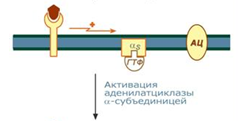 αs
ГТФ
АЦ
Активация
аденилатциклазы
α-субъединицей